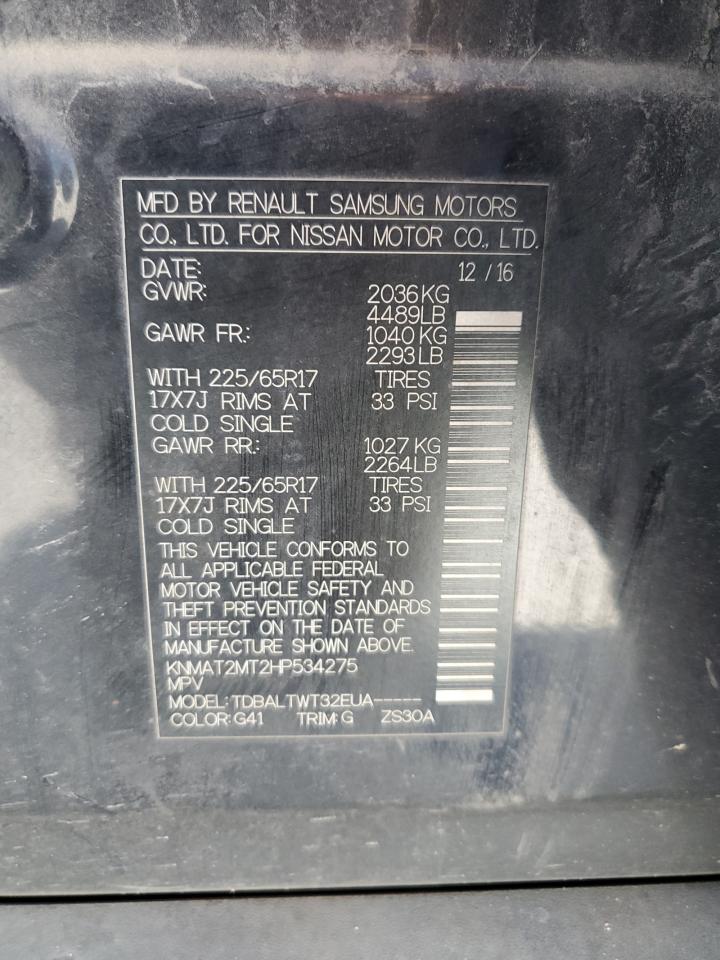 MFD BY RENAULT SAMSUNG MOTORS
CO., LTD. FOR NISSAN MOTOR CO., LTD.
DATE: 12 / 16
GVWR: 2036 KG
4489LB
GAWR FR.: 1040 KG
2293 LB
WITH 225/65R17 TIRES
17X7J RIMS AT 33 PSI
COLD SINGLE
GAWR RR.: 1027 KG
2264LB
WITH 225/65R17 TIRES
17X7J RIMS AT 33 PSI
COLD SINGLE
THIS VEHICLE CONFORMS TO
ALL APPLICABLE FEDERAL
MOTOR VEHICLE SAFETY AND
THEFT PREVENTION STANDARDS
IN EFFECT ON THE DATE OF
MANUFACTURE SHOWN ABOVE.
KNMAT2MT2HP534275
MPV
MODEL: TDBALTWT32EUA-----
COLOR: G41 TRIM: G ZS30A